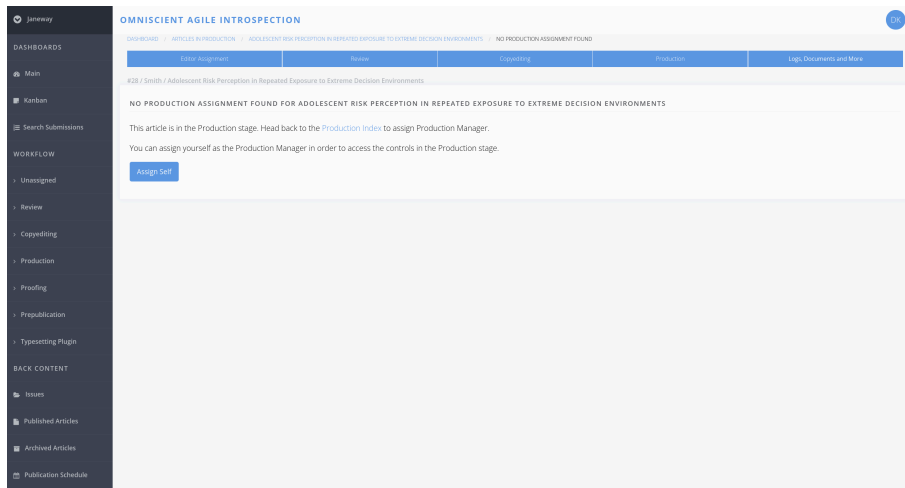 Janeway
OMNISCIENT AGILE INTROSPECTION
DK
DASHBOARD / ARTICLES IN PRODUCTION / ADOLESCENT RISK PERCEPTION IN REPEATED EXPOSURE TO EXTREME DECISION ENVIRONMENTS / NO PRODUCTION ASSIGNMENT FOUND
Editor Assignment Review Copyediting Production Logs, Documents and More
#28 / Smith / Adolescent Risk Perception in Repeated Exposure to Extreme Decision Environments
NO PRODUCTION ASSIGNMENT FOUND FOR ADOLESCENT RISK PERCEPTION IN REPEATED EXPOSURE TO EXTREME DECISION ENVIRONMENTS
This article is in the Production stage. Head back to the Production Index to assign Production Manager.
You can assign yourself as the Production Manager in order to access the controls in the Production stage.
Assign Self
DASHBOARDS
Main
Kanban
Search Submissions
WORKFLOW
Unassigned
Review
Copyediting
Production
Proofing
Prepublication
Typesetting Plugin
BACK CONTENT
Issues
Published Articles
Archived Articles
Publication Schedule